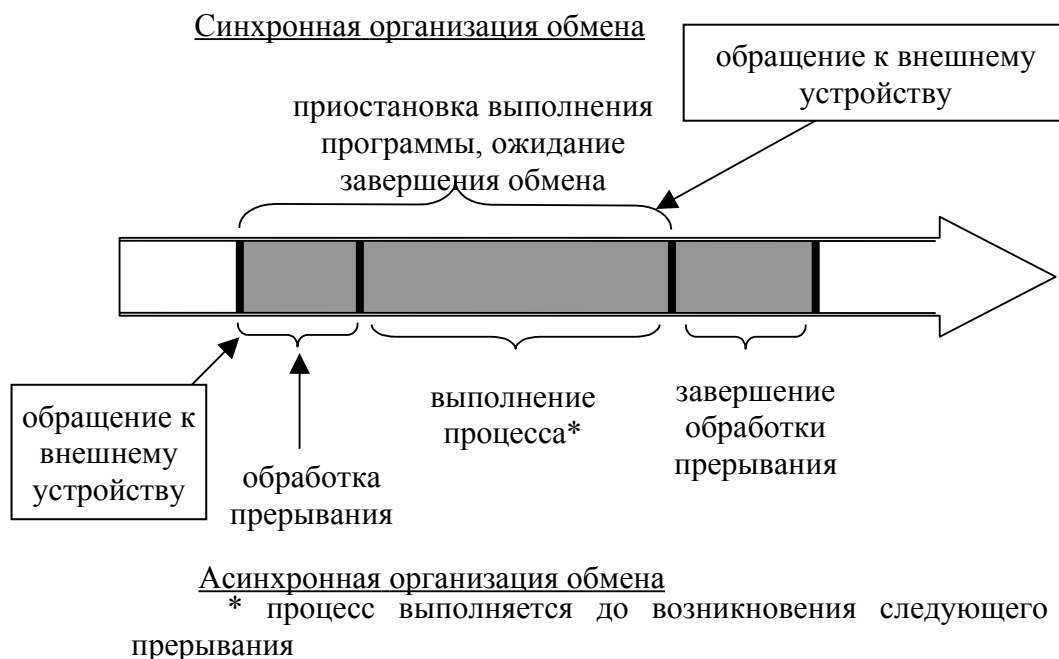 Синхронная организация обмена
обращение к внешнему
устройству
приостановка выполнения
программы, ожидание
завершения обмена
обращение к
внешнему
устройству
обработка
прерывания
выполнение
процесса*
завершение
обработки
прерывания
Асинхронная организация обмена
* процесс выполняется до возникновения следующего
прерывания